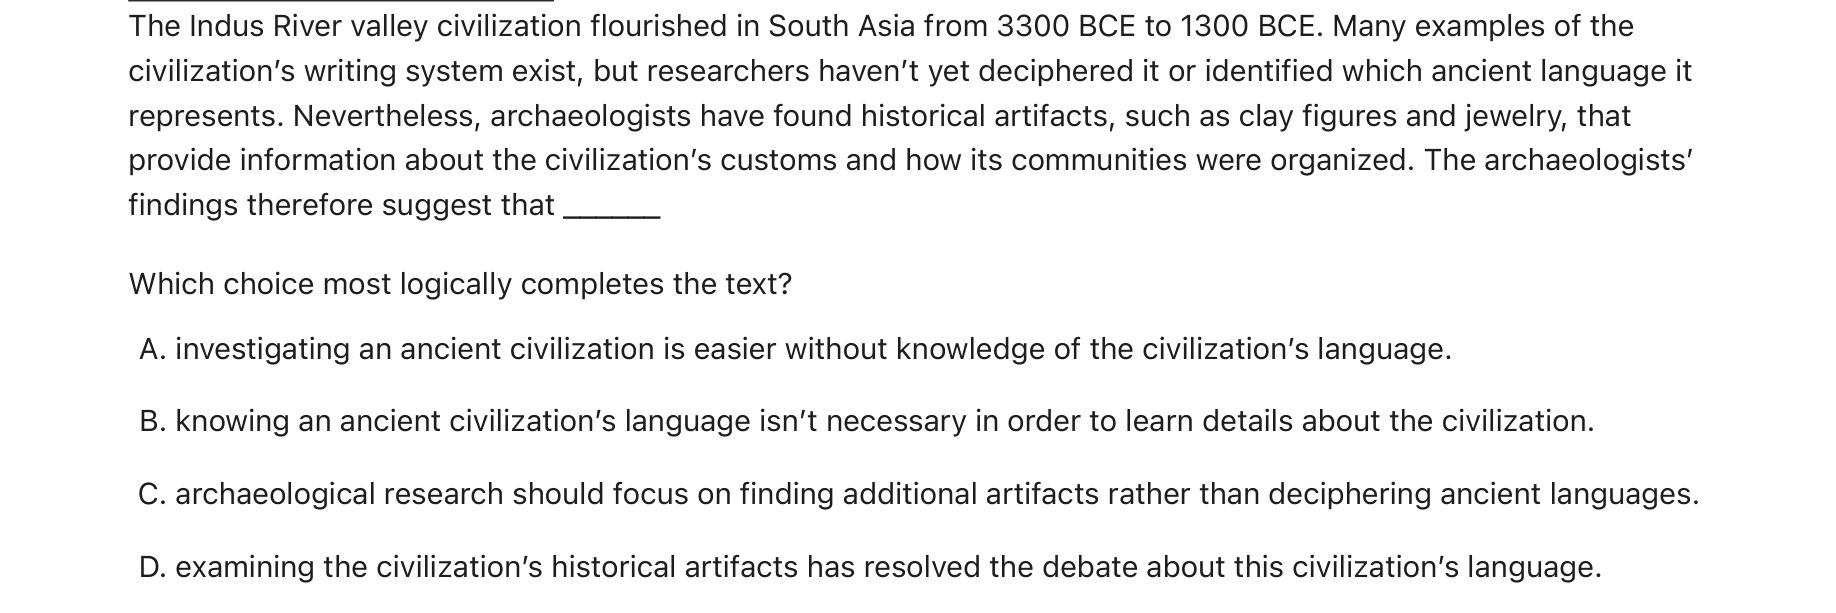 The Indus River valley civilization flourished in South Asia from 3300 BCE to 1300 BCE. Many examples of the
civilization’s writing system exist, but researchers haven’t yet deciphered it or identified which ancient language it
represents. Nevertheless, archaeologists have found historical artifacts, such as clay figures and jewelry, that
provide information about the civilization’s customs and how its communities were organized. The archaeologists’
findings therefore suggest that ______
Which choice most logically completes the text?
A. investigating an ancient civilization is easier without knowledge of the civilization’s language.
B. knowing an ancient civilization’s language isn’t necessary in order to learn details about the civilization.
C. archaeological research should focus on finding additional artifacts rather than deciphering ancient languages.
D. examining the civilization’s historical artifacts has resolved the debate about this civilization’s language.